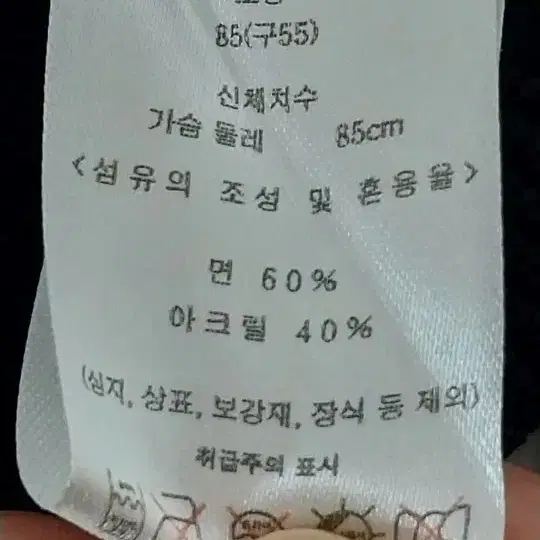 85(구55)
신체치수
가슴 둘레 85cm
<섬유의 조성 및 혼용율>
면 60%
아크릴 40%
(심지, 상표, 보강재, 장식 등 제외)
취급주의 표시